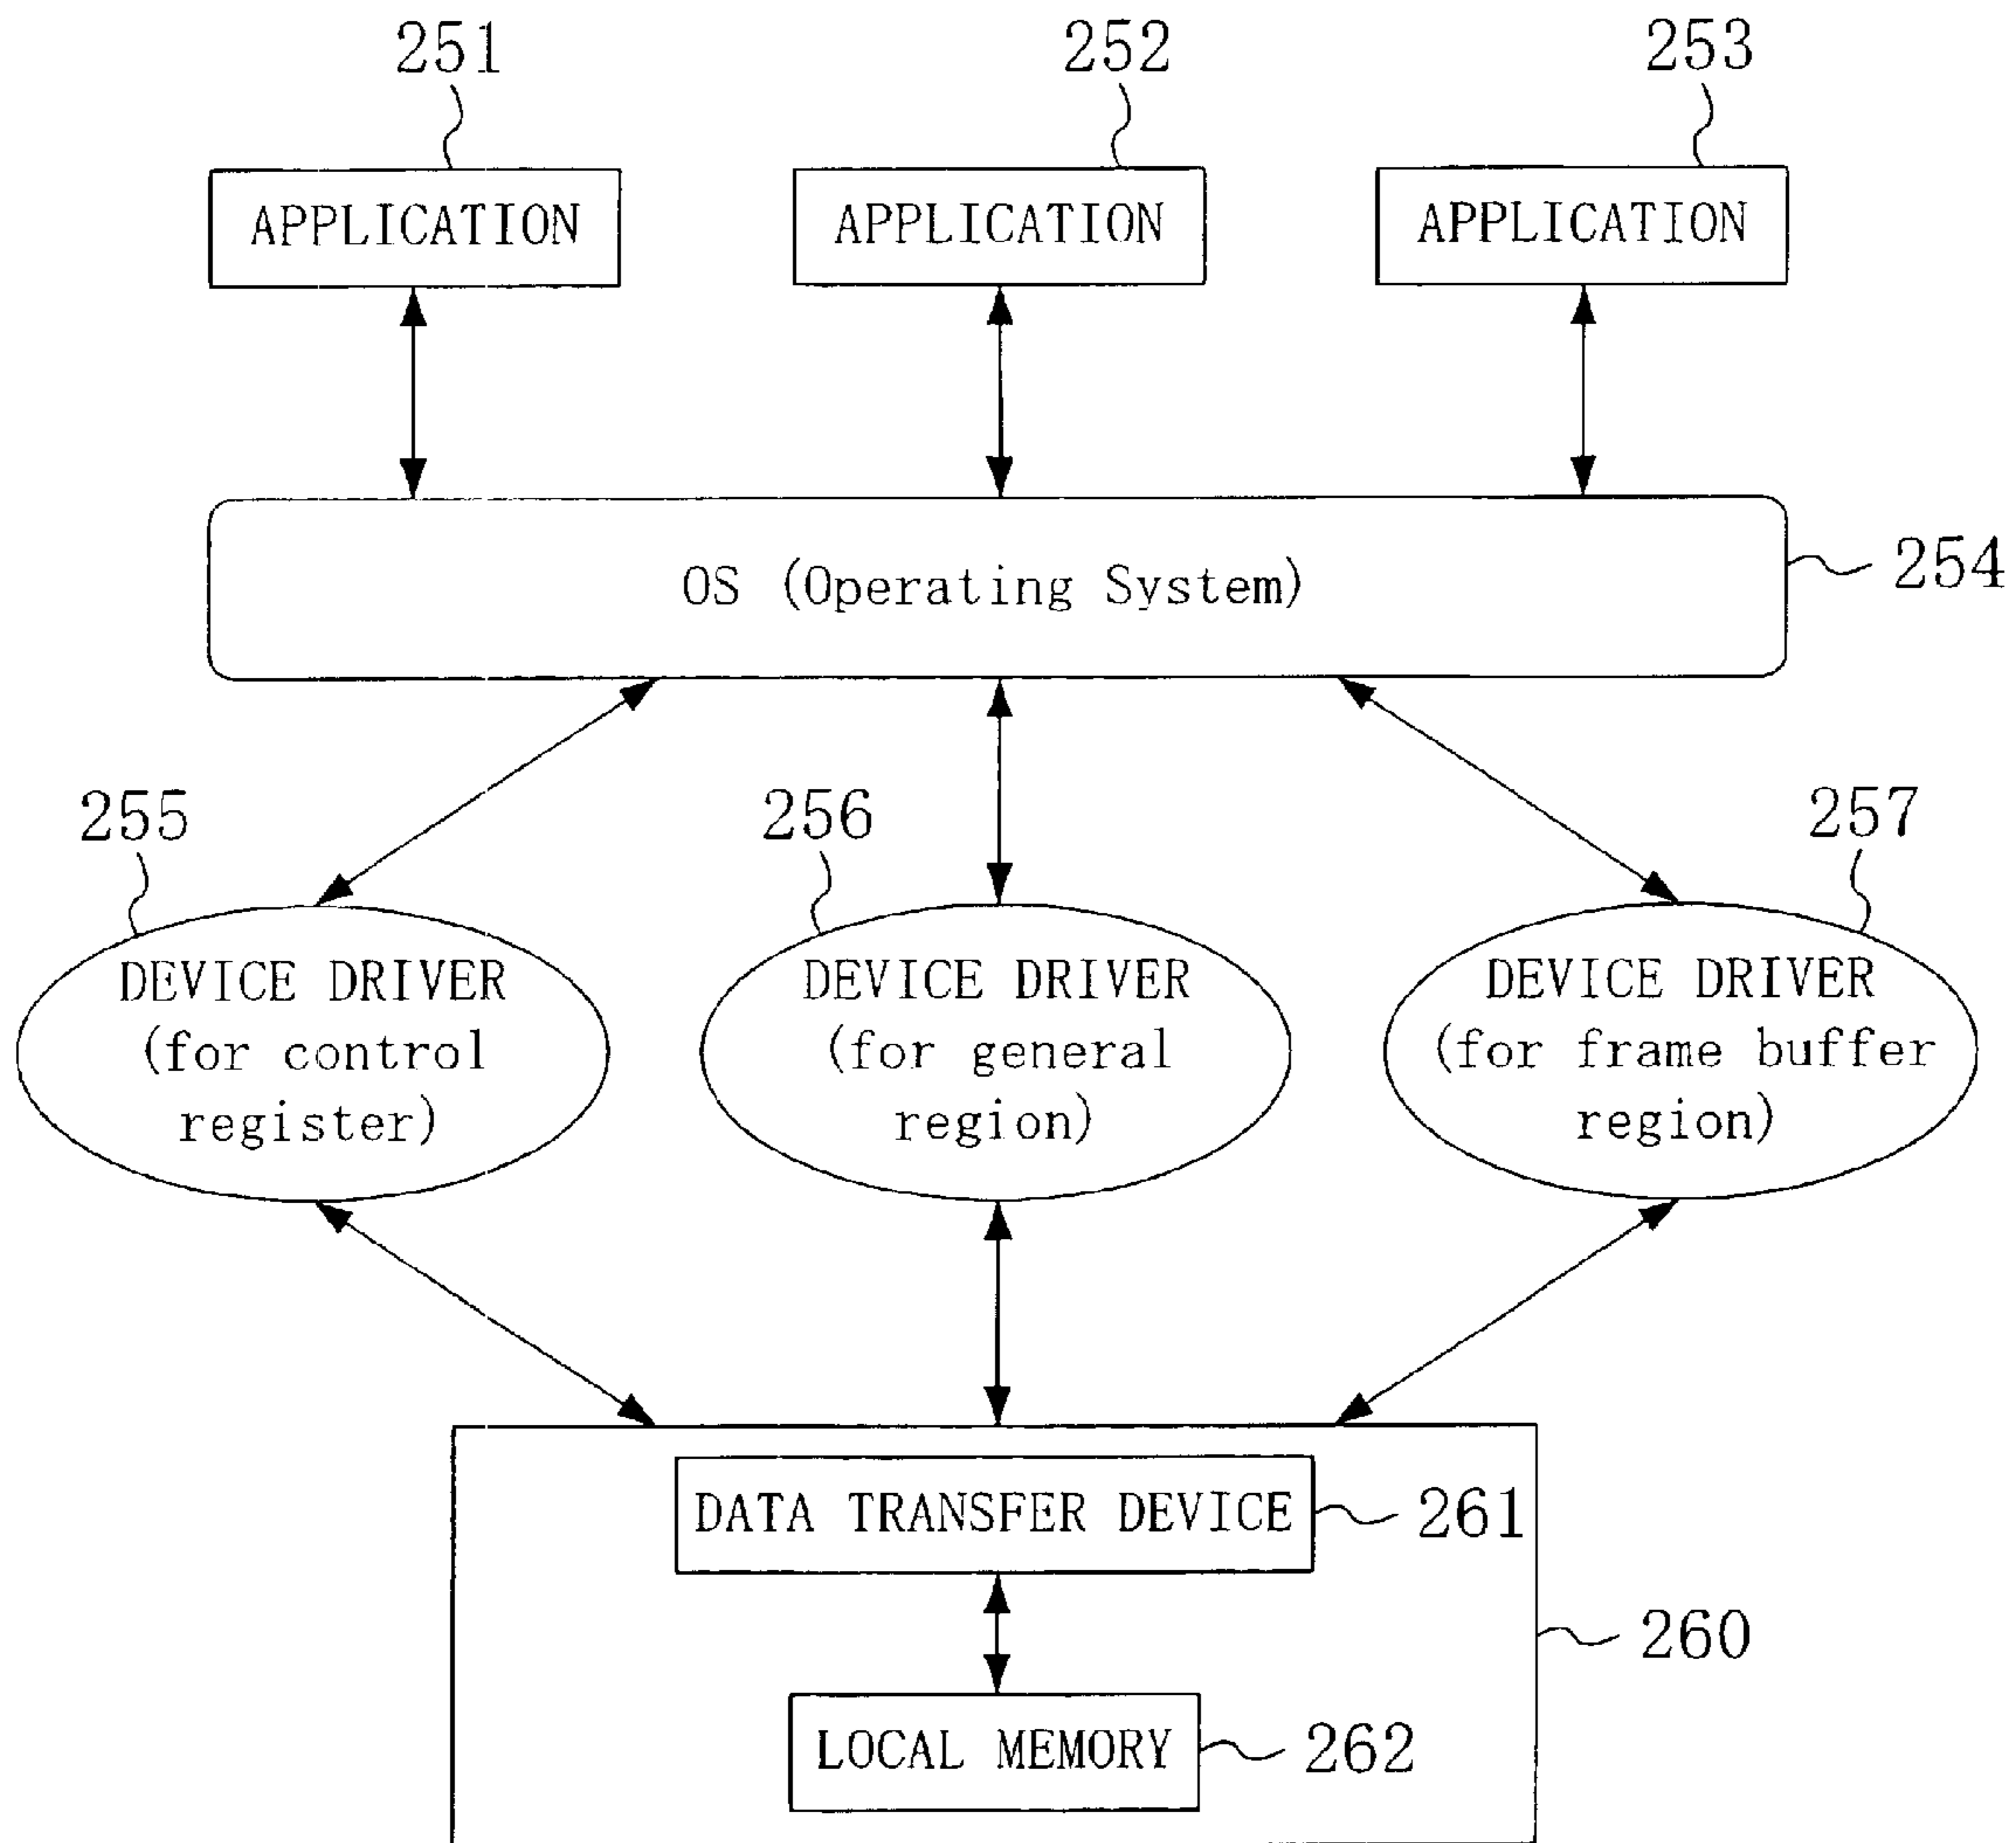 251
252
253
APPLICATION
APPLICATION
APPLICATION
OS (Operating System)
254
255
256
257
DEVICE DRIVER
(for control
register)
DEVICE DRIVER
(for general
region)
DEVICE DRIVER
(for frame buffer
region)
DATA TRANSFER DEVICE
261
260
LOCAL MEMORY
262